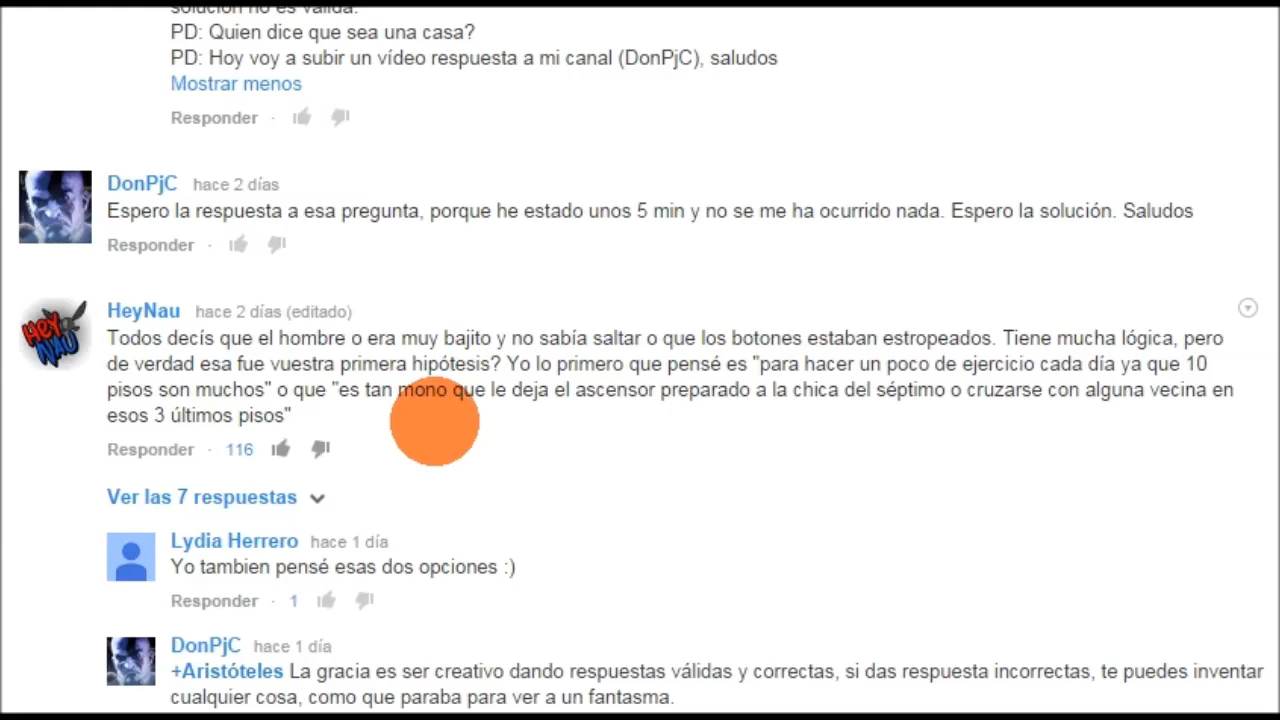 solución no es válida.
PD: Quien dice que sea una casa?
PD: Hoy voy a subir un vídeo respuesta a mi canal (DonPjC), saludos
Mostrar menos
Responder ·
DonPjC hace 2 días
Espero la respuesta a esa pregunta, porque he estado unos 5 min y no se me ha ocurrido nada. Espero la solución. Saludos
Responder ·
HEY NAU
HeyNau hace 2 días (editado)
Todos decís que el hombre o era muy bajito y no sabía saltar o que los botones estaban estropeados. Tiene mucha lógica, pero
de verdad esa fue vuestra primera hipótesis? Yo lo primero que pensé es "para hacer un poco de ejercicio cada día ya que 10
pisos son muchos" o que "es tan mono que le deja el ascensor preparado a la chica del séptimo o cruzarse con alguna vecina en
esos 3 últimos pisos"
Responder · 116
Ver las 7 respuestas
Lydia Herrero hace 1 día
Yo tambien pensé esas dos opciones :)
Responder · 1
DonPjC hace 1 día
+Aristóteles La gracia es ser creativo dando respuestas válidas y correctas, si das respuesta incorrectas, te puedes inventar
cualquier cosa, como que paraba para ver a un fantasma.